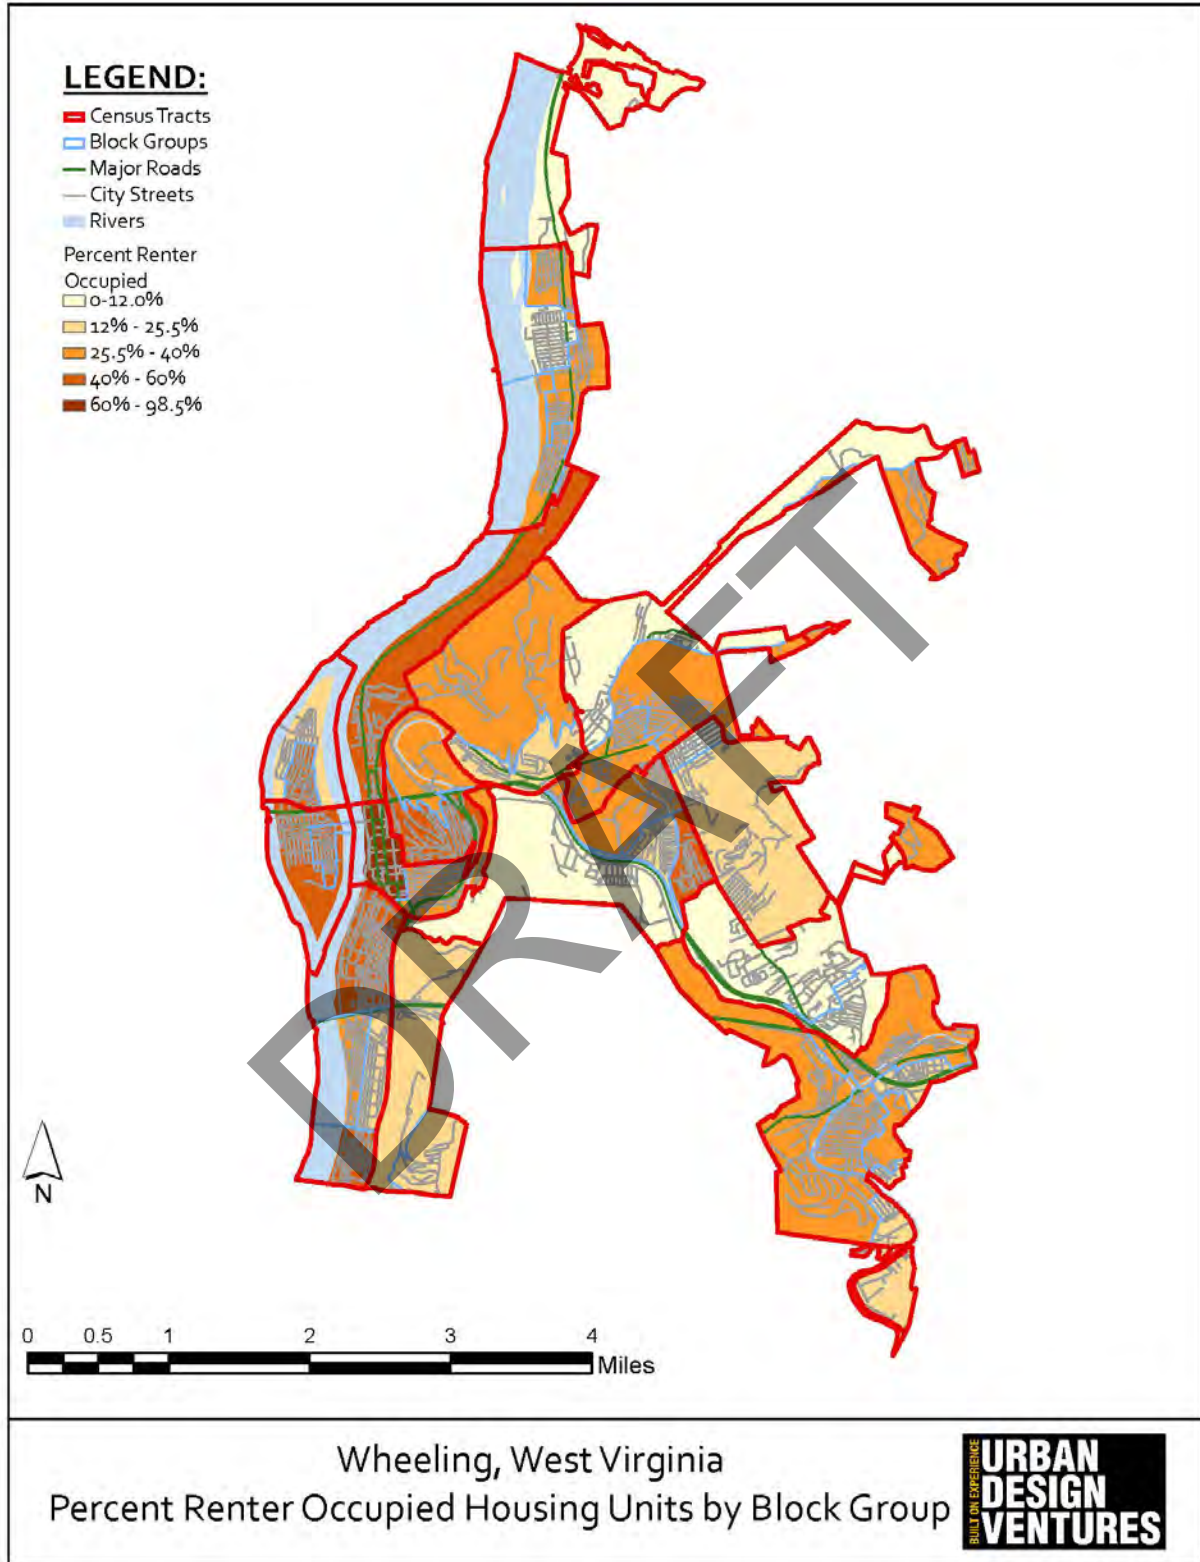 LEGEND:
Census Tracts
Block Groups
Major Roads
City Streets
Rivers
Percent Renter
Occupied
0-12.0%
12% - 25.5%
25.5% - 40%
40% - 60%
60% - 98.5%
DRAFT
N
0 0.5 1 2 3 4
Miles
Wheeling, West Virginia
Percent Renter Occupied Housing Units by Block Group
BUILT ON EXPERIENCE
URBAN
DESIGN
VENTURES